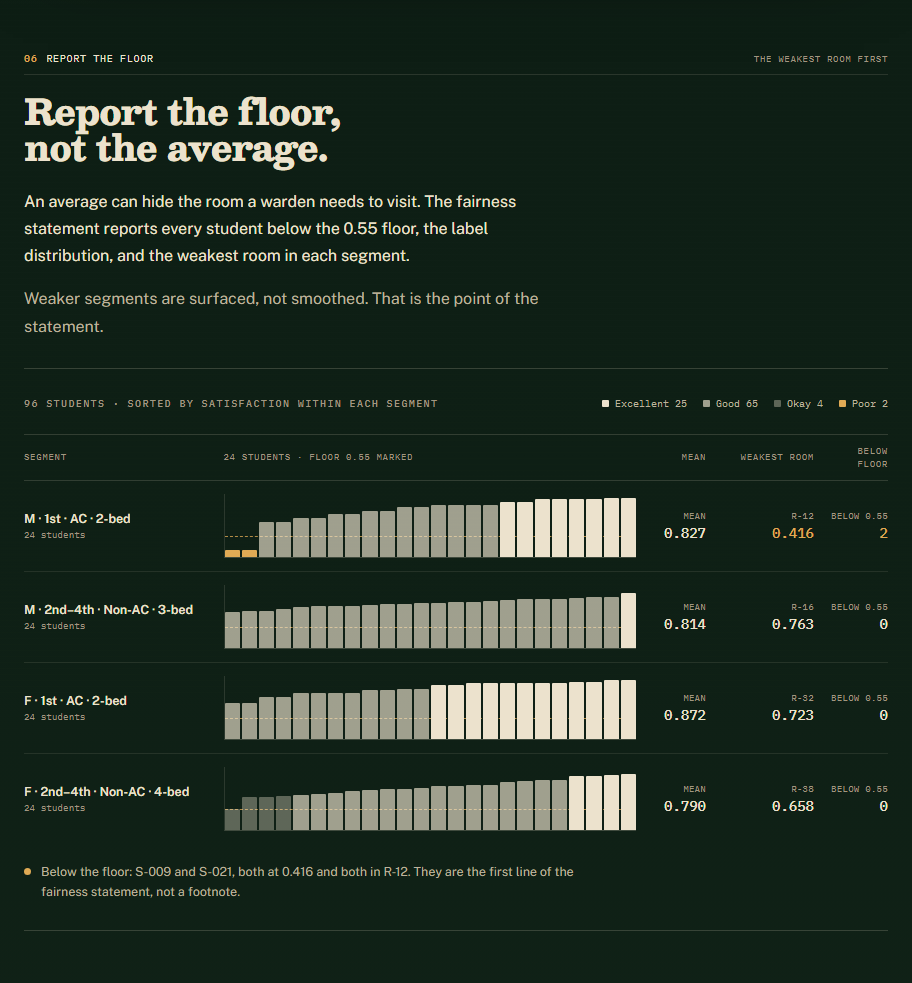 06 REPORT THE FLOOR
THE WEAKEST ROOM FIRST
Report the floor,
not the average.
An average can hide the room a warden needs to visit. The fairness
statement reports every student below the 0.55 floor, the label
distribution, and the weakest room in each segment.
Weaker segments are surfaced, not smoothed. That is the point of the
statement.
96 STUDENTS · SORTED BY SATISFACTION WITHIN EACH SEGMENT
Excellent 25 Good 65 Okay 4 Poor 2
SEGMENT
24 STUDENTS · FLOOR 0.55 MARKED
MEAN
WEAKEST ROOM
BELOW
FLOOR
M · 1st · AC · 2-bed
24 students
MEAN
0.827
R-12
0.416
BELOW 0.55
2
M · 2nd–4th · Non-AC · 3-bed
24 students
MEAN
0.814
R-16
0.763
BELOW 0.55
0
F · 1st · AC · 2-bed
24 students
MEAN
0.872
R-32
0.723
BELOW 0.55
0
F · 2nd–4th · Non-AC · 4-bed
24 students
MEAN
0.790
R-38
0.658
BELOW 0.55
0
Below the floor: S-009 and S-021, both at 0.416 and both in R-12. They are the first line of the
fairness statement, not a footnote.